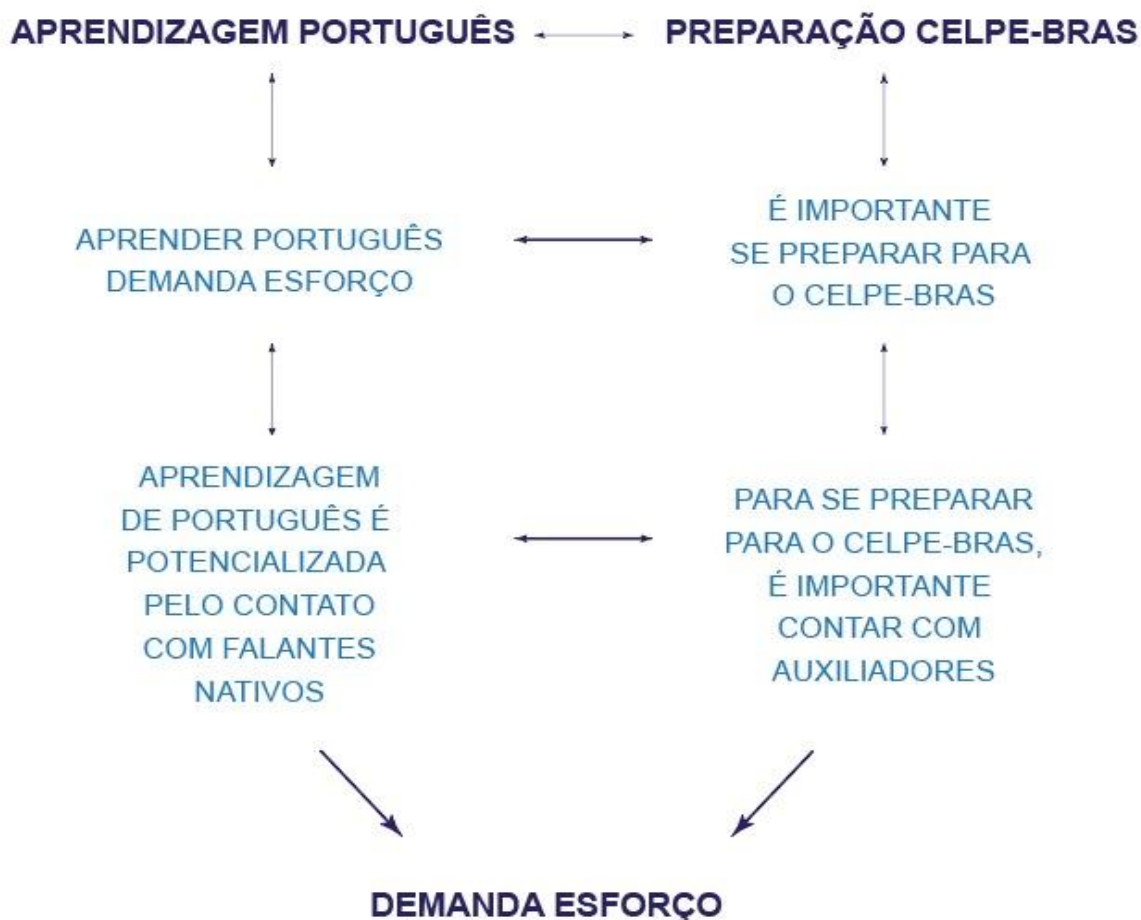 APRENDIZAGEM PORTUGUÊS
PREPARAÇÃO CELPE-BRAS
APRENDER PORTUGUÊS
DEMANDA ESFORÇO
É IMPORTANTE
SE PREPARAR PARA
O CELPE-BRAS
APRENDIZAGEM
DE PORTUGUÊS É
POTENCIALIZADA
PELO CONTATO
COM FALANTES
NATIVOS
PARA SE PREPARAR
PARA O CELPE-BRAS,
É IMPORTANTE
CONTAR COM
AUXILIADORES
DEMANDA ESFORÇO